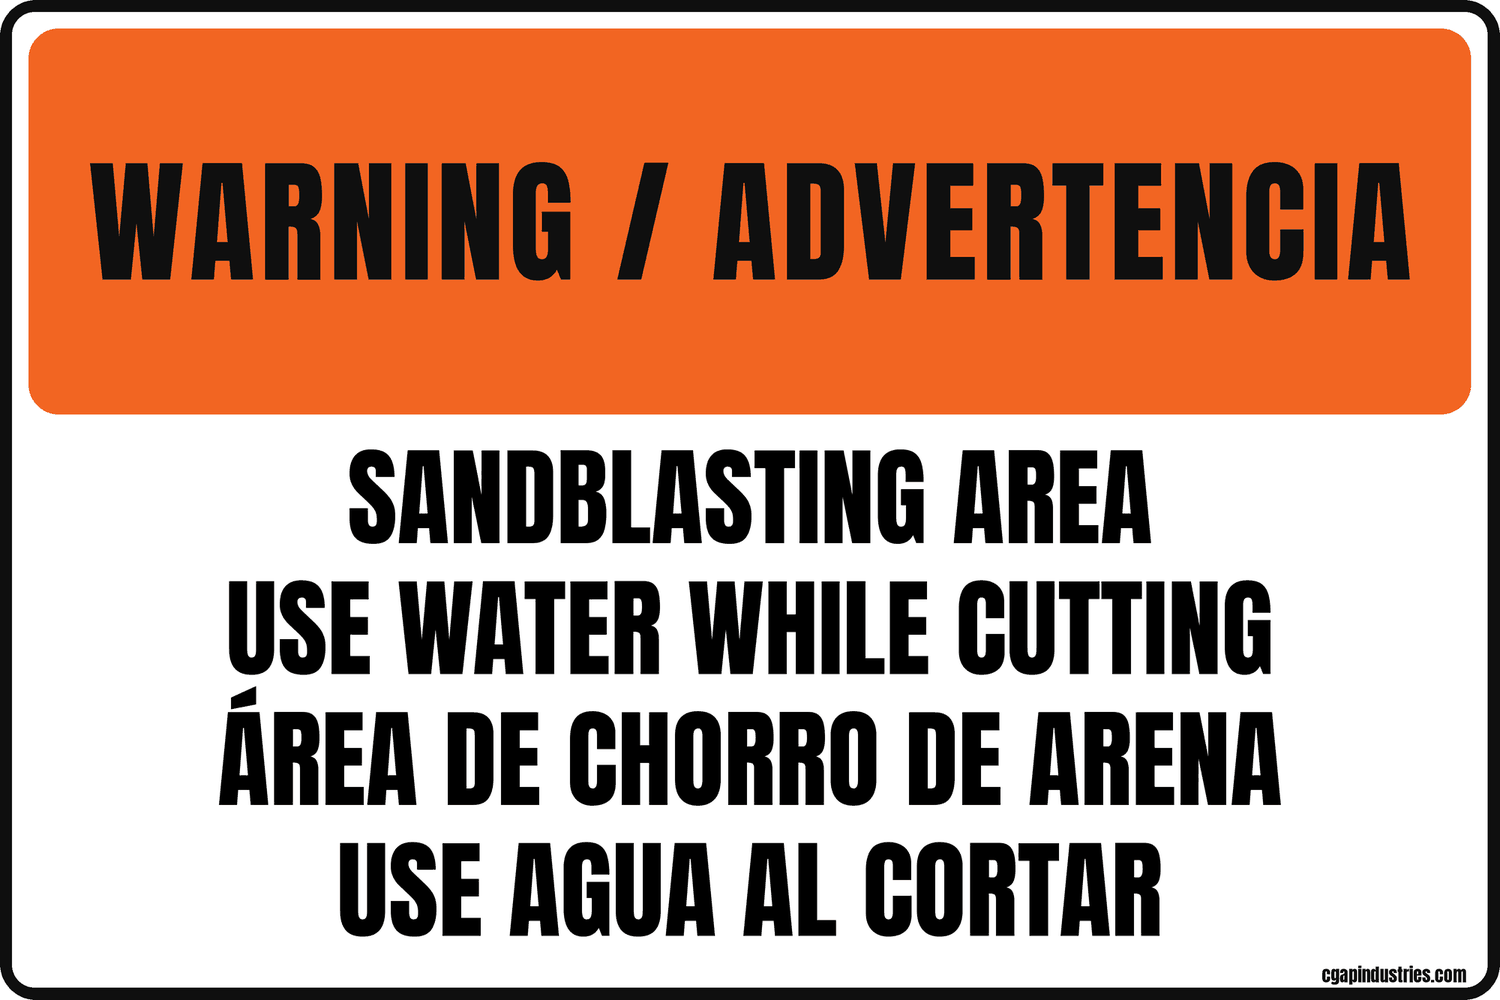 WARNING / ADVERTENCIA
SANDBLASTING AREA
USE WATER WHILE CUTTING
ÁREA DE CHORRO DE ARENA
USE AGUA AL CORTAR
cgapindustries.com